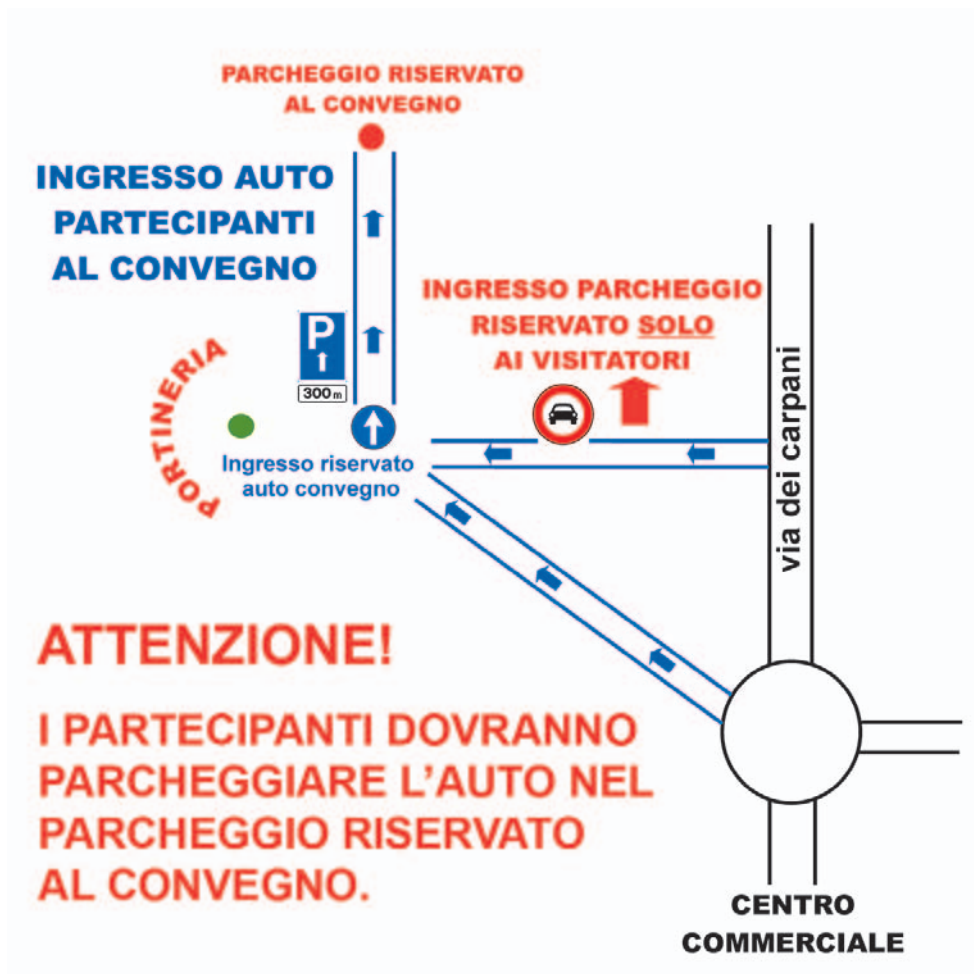 PARCHEGGIO RISERVATO
AL CONVEGNO
INGRESSO AUTO
PARTECIPANTI
AL CONVEGNO
INGRESSO PARCHEGGIO
RISERVATO SOLO
AI VISITATORI
P
300 m
PORTINERIA
Ingresso riservato
auto convegno
via dei carpani
ATTENZIONE!
I PARTECIPANTI DOVRANNO
PARCHEGGIARE L’AUTO NEL
PARCHEGGIO RISERVATO
AL CONVEGNO.
CENTRO
COMMERCIALE